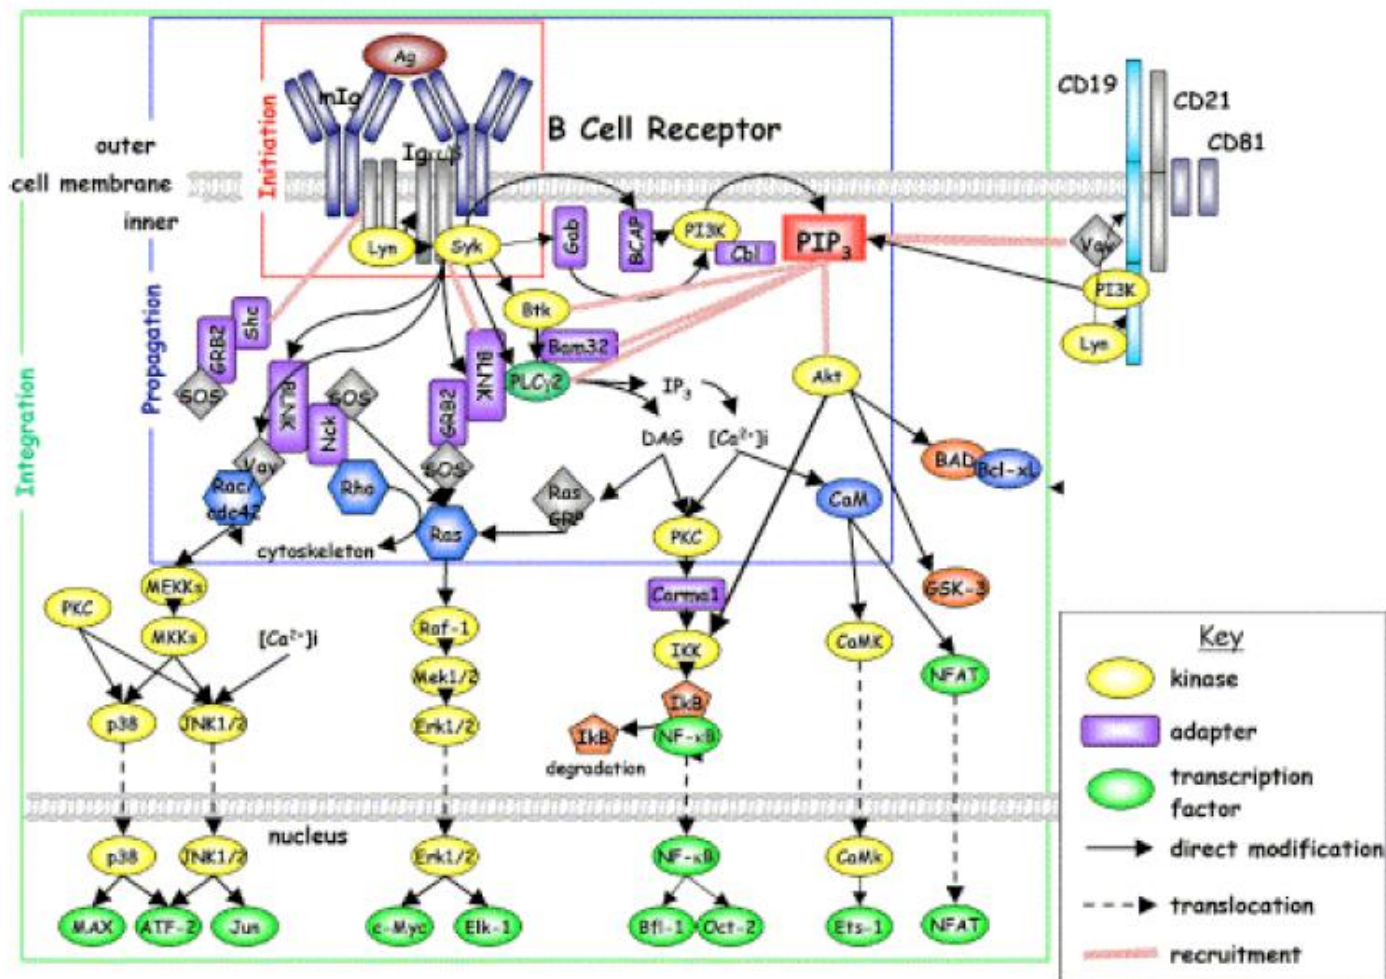 Ag
mIg
Igαβ
B Cell Receptor
outer
cell membrane
inner
Initiation
Propagation
Integration
CD19
CD21
CD81
Lyn
Syk
Gab
BCAP
PI3K
Cbl
PIP3
Vav
PI3K
Lyn
Btk
Bam32
PLCγ2
BLNK
GRB2
SOS
Shc
GRB2
SOS
BLNK
Nck
SOS
Vav
Rac/
cdc42
Rho
Ras
cytoskeleton
IP3
DAG
[Ca2+]i
Ras
GRP
PKC
CaM
Akt
BAD
Bcl-xL
GSK-3
MEKKs
PKC
MKKs
[Ca2+]i
p38
JNK1/2
Raf-1
Mek1/2
Erk1/2
Carma1
IKK
IkB
NF-κB
IkB
degradation
CaMK
NFAT
nucleus
p38
JNK1/2
Erk1/2
NF-κB
CaMk
MAX
ATF-2
Jun
c-Myc
Elk-1
Bfl-1
Oct-2
Ets-1
NFAT
Key
kinase
adapter
transcription
factor
direct modification
translocation
recruitment